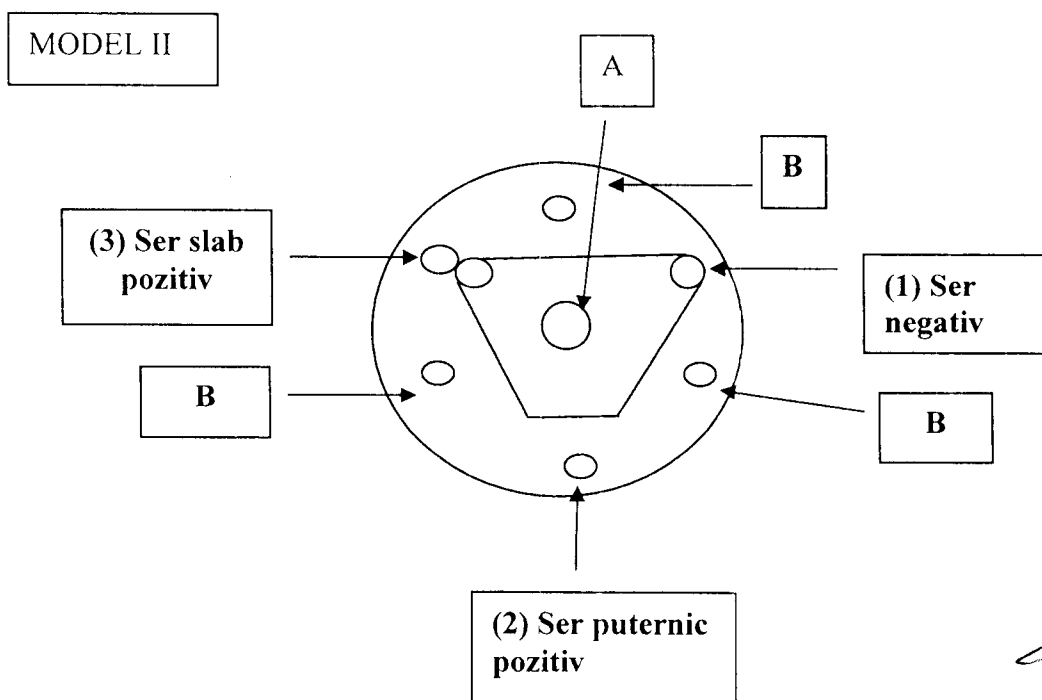 MODEL II
A
B
(3) Ser slab
pozitiv
(1) Ser
negativ
B
B
(2) Ser puternic
pozitiv